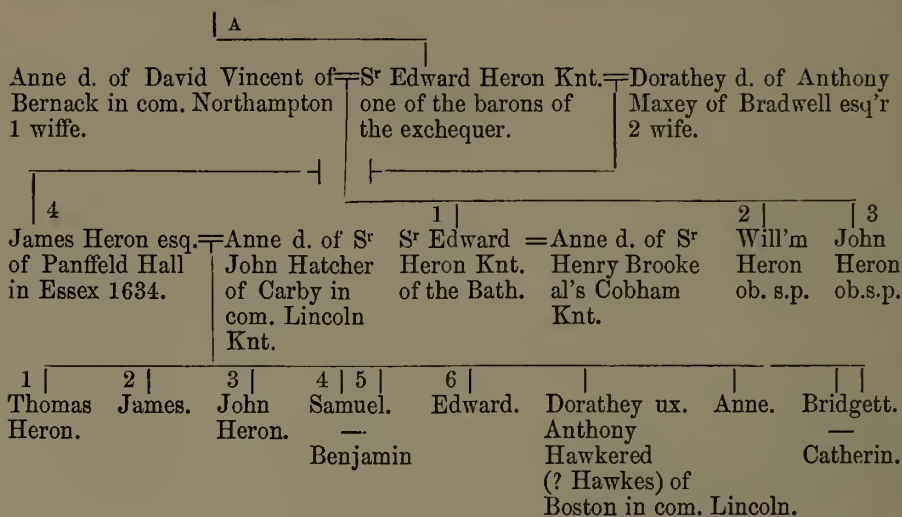 A
Anne d. of David Vincent of Bernack in com. Northampton 1 wiffe.
Sʳ Edward Heron Knt. one of the barons of the exchequer.
Dorathey d. of Anthony Maxey of Bradwell esq'r 2 wife.
4
James Heron esq. of Panffeld Hall in Essex 1634.
Anne d. of Sʳ John Hatcher of Carby in com. Lincoln Knt.
1
Sʳ Edward Heron Knt. of the Bath.
=Anne d. of Sʳ Henry Brooke al's Cobham Knt.
2
Will'm Heron ob. s.p.
3
John Heron ob.s.p.
1
Thomas Heron.
2
James.
3
John Heron.
4 5
Samuel.
—
Benjamin
6
Edward.
Dorathey ux. Anthony Hawkered (? Hawkes) of Boston in com. Lincoln.
Anne.
Bridgett.
—
Catherin.